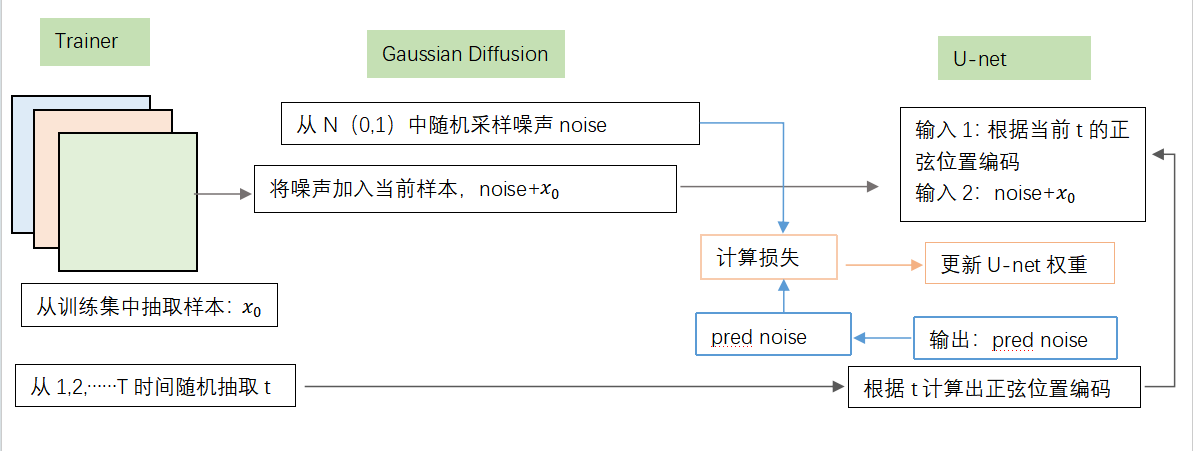 Trainer
Gaussian Diffusion
U-net
从 N（0,1）中随机采样噪声 noise
将噪声加入当前样本，noise+𝒙₀
输入 1: 根据当前 t 的正
弦位置编码
输入 2：noise+𝒙₀
计算损失
更新 U-net 权重
从训练集中抽取样本：𝒙₀
pred noise
输出：pred noise
从 1,2,……T 时间随机抽取 t
根据 t 计算出正弦位置编码